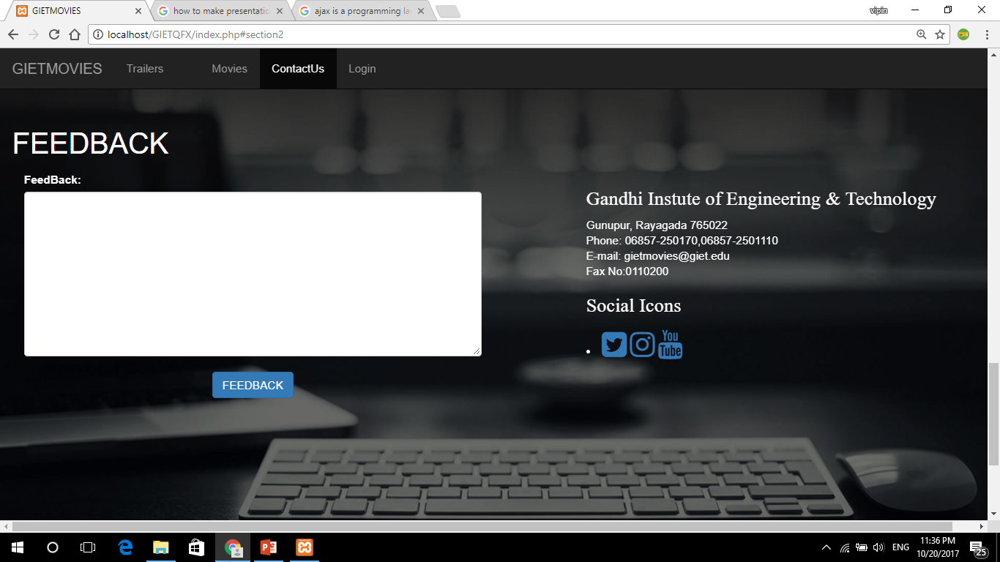 GIETMOVIES
how to make presentatio
ajax is a programming la
vipin
localhost/GIETQFX/index.php#section2
GIETMOVIES Trailers Movies ContactUs Login
FEEDBACK
FeedBack:
FEEDBACK
Gandhi Instute of Engineering & Technology
Gunupur, Rayagada 765022
Phone: 06857-250170,06857-2501110
E-mail: gietmovies@giet.edu
Fax No:0110200
Social Icons
You
Tube
ENG
11:36 PM
10/20/2017
25